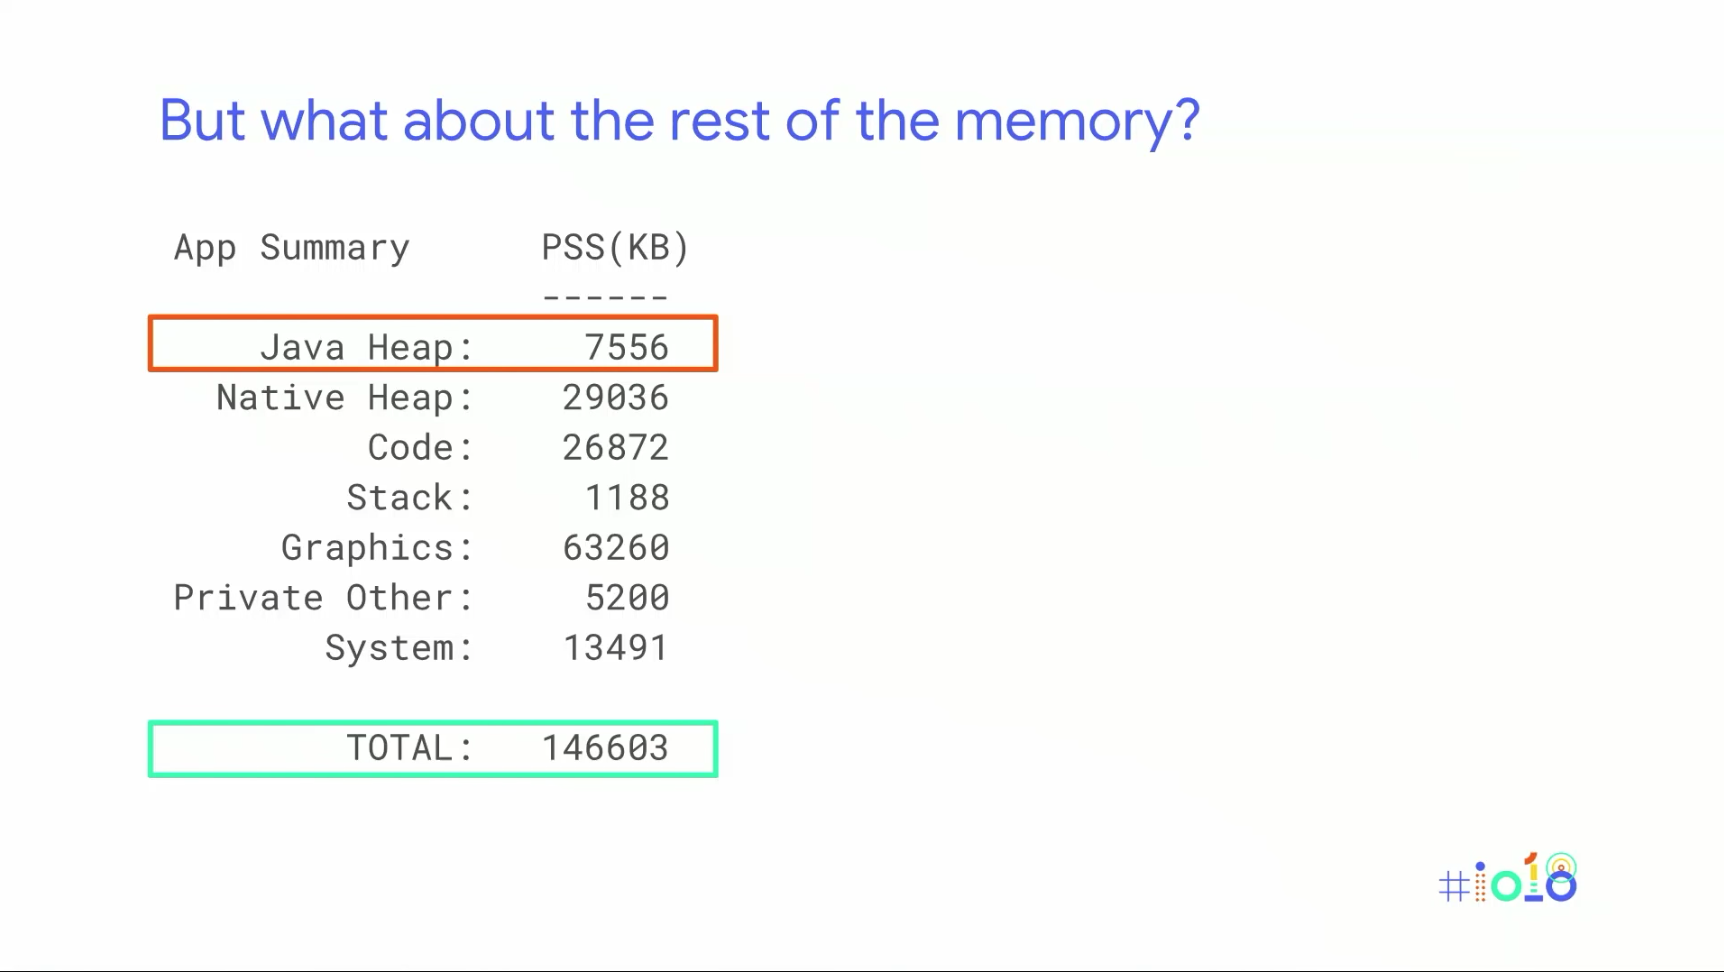 But what about the rest of the memory?
App Summary PSS(KB)
------
Java Heap: 7556
Native Heap: 29036
Code: 26872
Stack: 1188
Graphics: 63260
Private Other: 5200
System: 13491
TOTAL: 146603
#io18